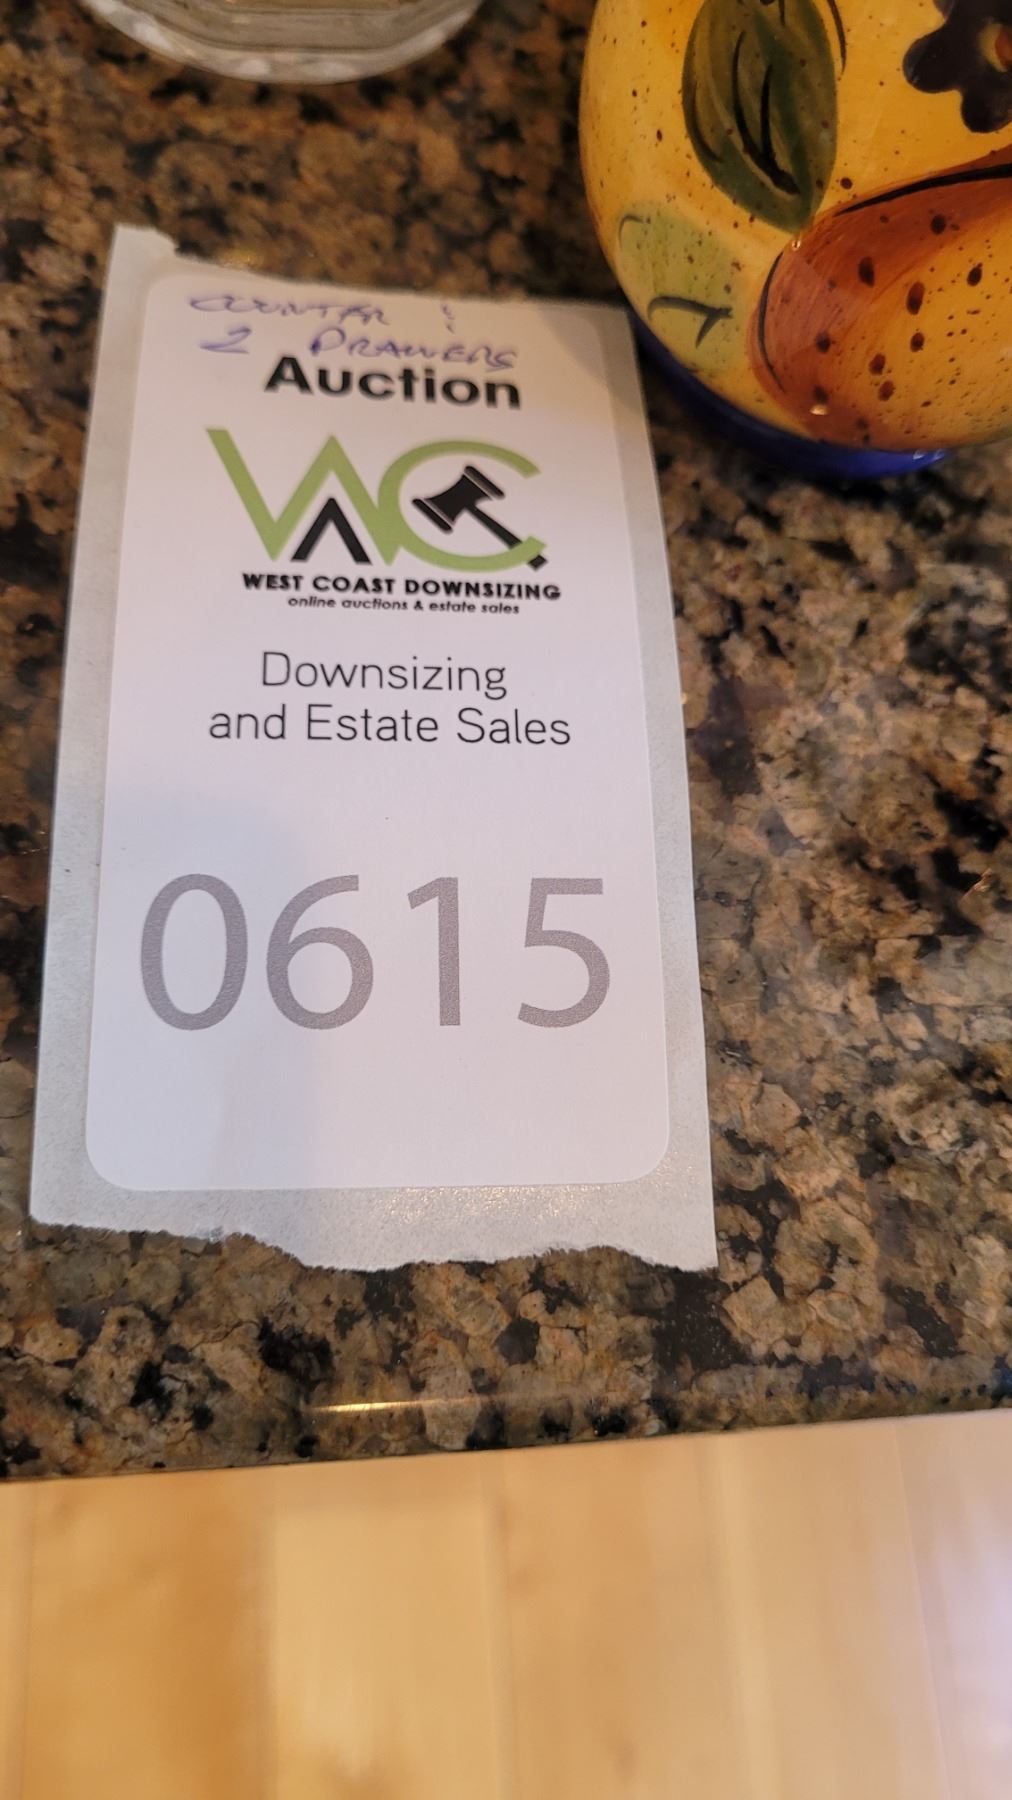 COUNTER &
2 DRAWERS
Auction
WC
WEST COAST DOWNSIZING
online auctions & estate sales
Downsizing
and Estate Sales
0615